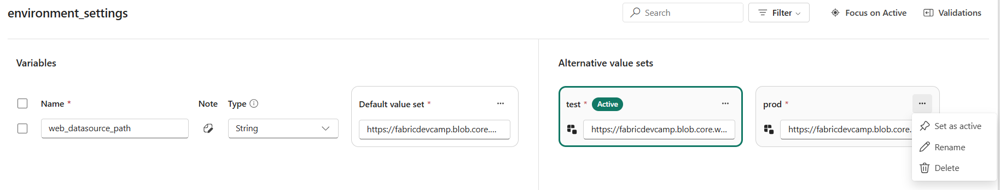 environment_settings
Search
Filter
Focus on Active
Validations
Variables
Alternative value sets
Name *
Note
Type
Default value set *
...
test * Active
...
prod *
...
web_datasource_path
String
https://fabricdevcamp.blob.core....
https://fabricdevcamp.blob.core.w...
https://fabricdevcamp.blob.core.
Set as active
Rename
Delete